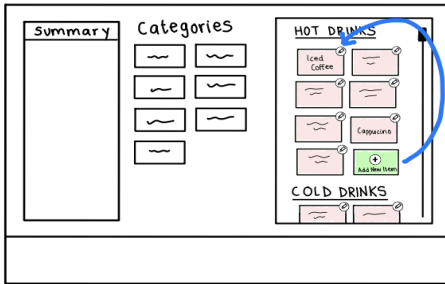 Summary
Categories
HOT DRINKS
Iced
Coffee
Cappucino
Add New Item
COLD DRINKS